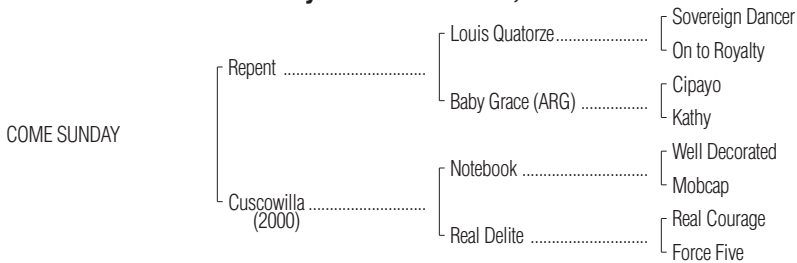 Sovereign Dancer
Louis Quatorze
On to Royalty
Repent
Cipayo
Baby Grace (ARG)
Kathy
COME SUNDAY
Well Decorated
Notebook
Mobcap
Cuscowilla
(2000)
Real Courage
Real Delite
Force Five